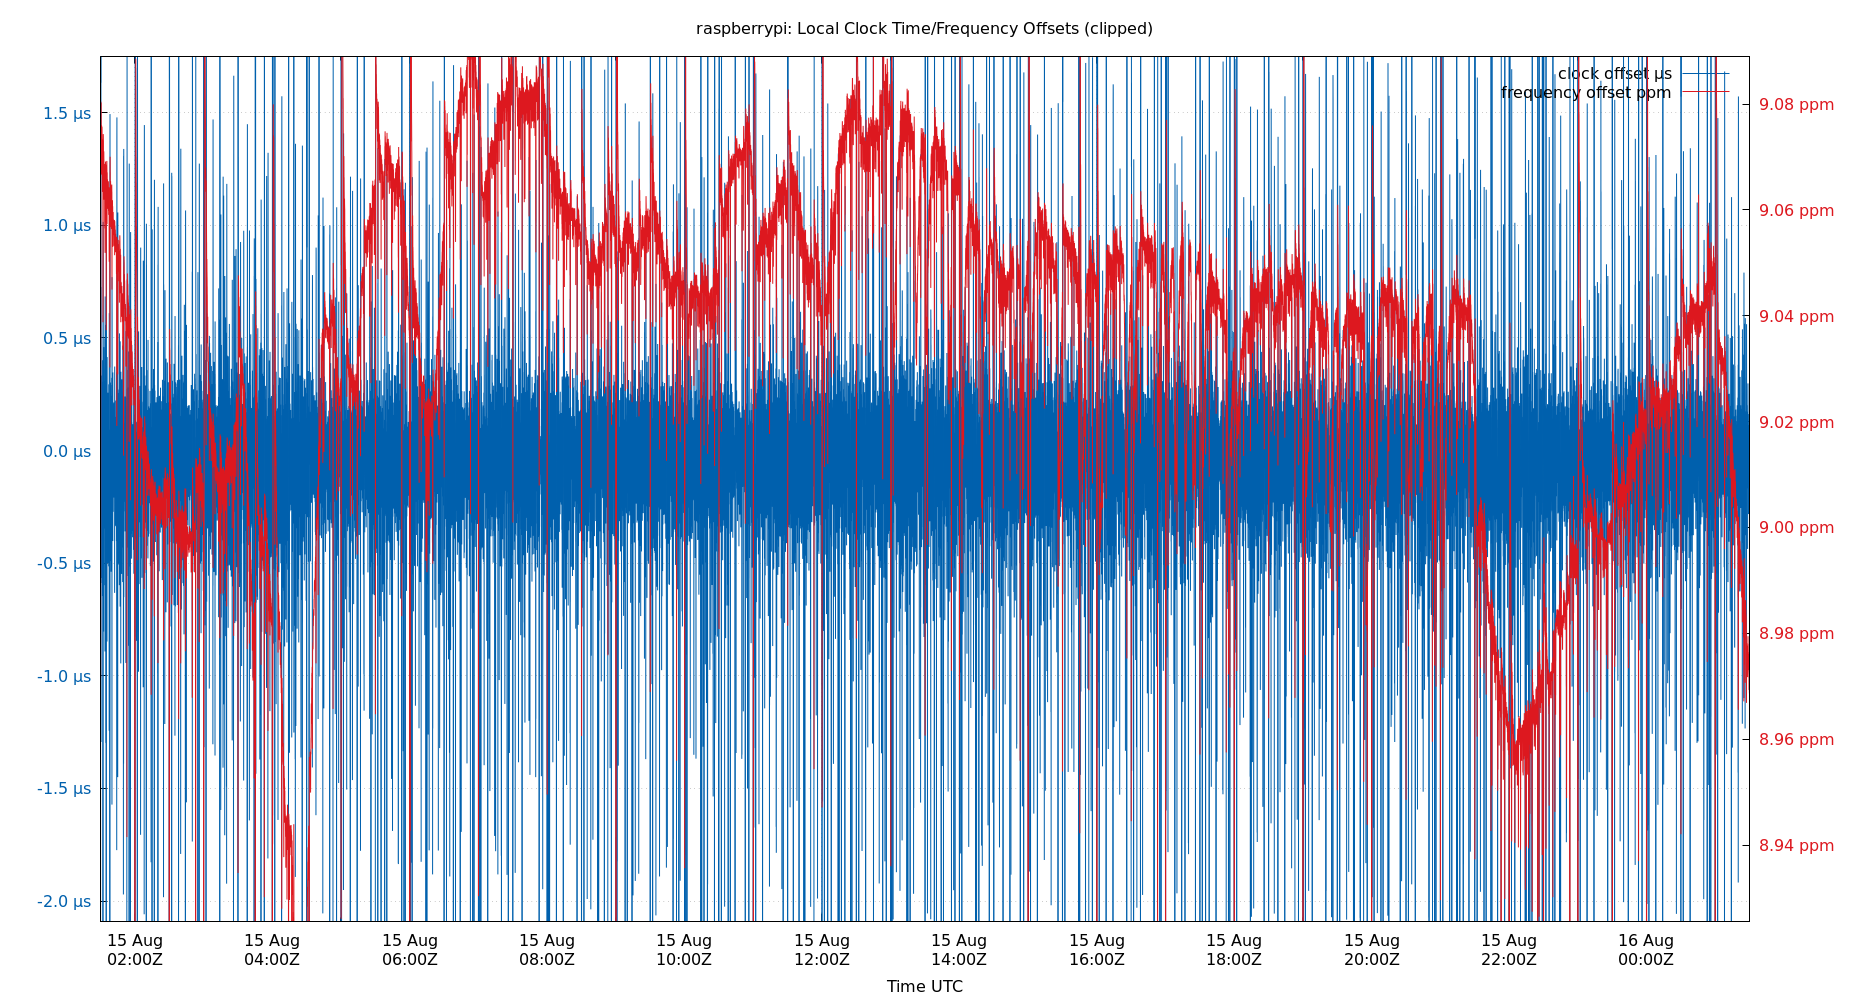 raspberrypi: Local Clock Time/Frequency Offsets (clipped)
clock offset µs
frequency offset ppm
1.5 µs
1.0 µs
0.5 µs
0.0 µs
-0.5 µs
-1.0 µs
-1.5 µs
-2.0 µs
9.08 ppm
9.06 ppm
9.04 ppm
9.02 ppm
9.00 ppm
8.98 ppm
8.96 ppm
8.94 ppm
15 Aug
02:00Z
15 Aug
04:00Z
15 Aug
06:00Z
15 Aug
08:00Z
15 Aug
10:00Z
15 Aug
12:00Z
15 Aug
14:00Z
15 Aug
16:00Z
15 Aug
18:00Z
15 Aug
20:00Z
15 Aug
22:00Z
16 Aug
00:00Z
Time UTC